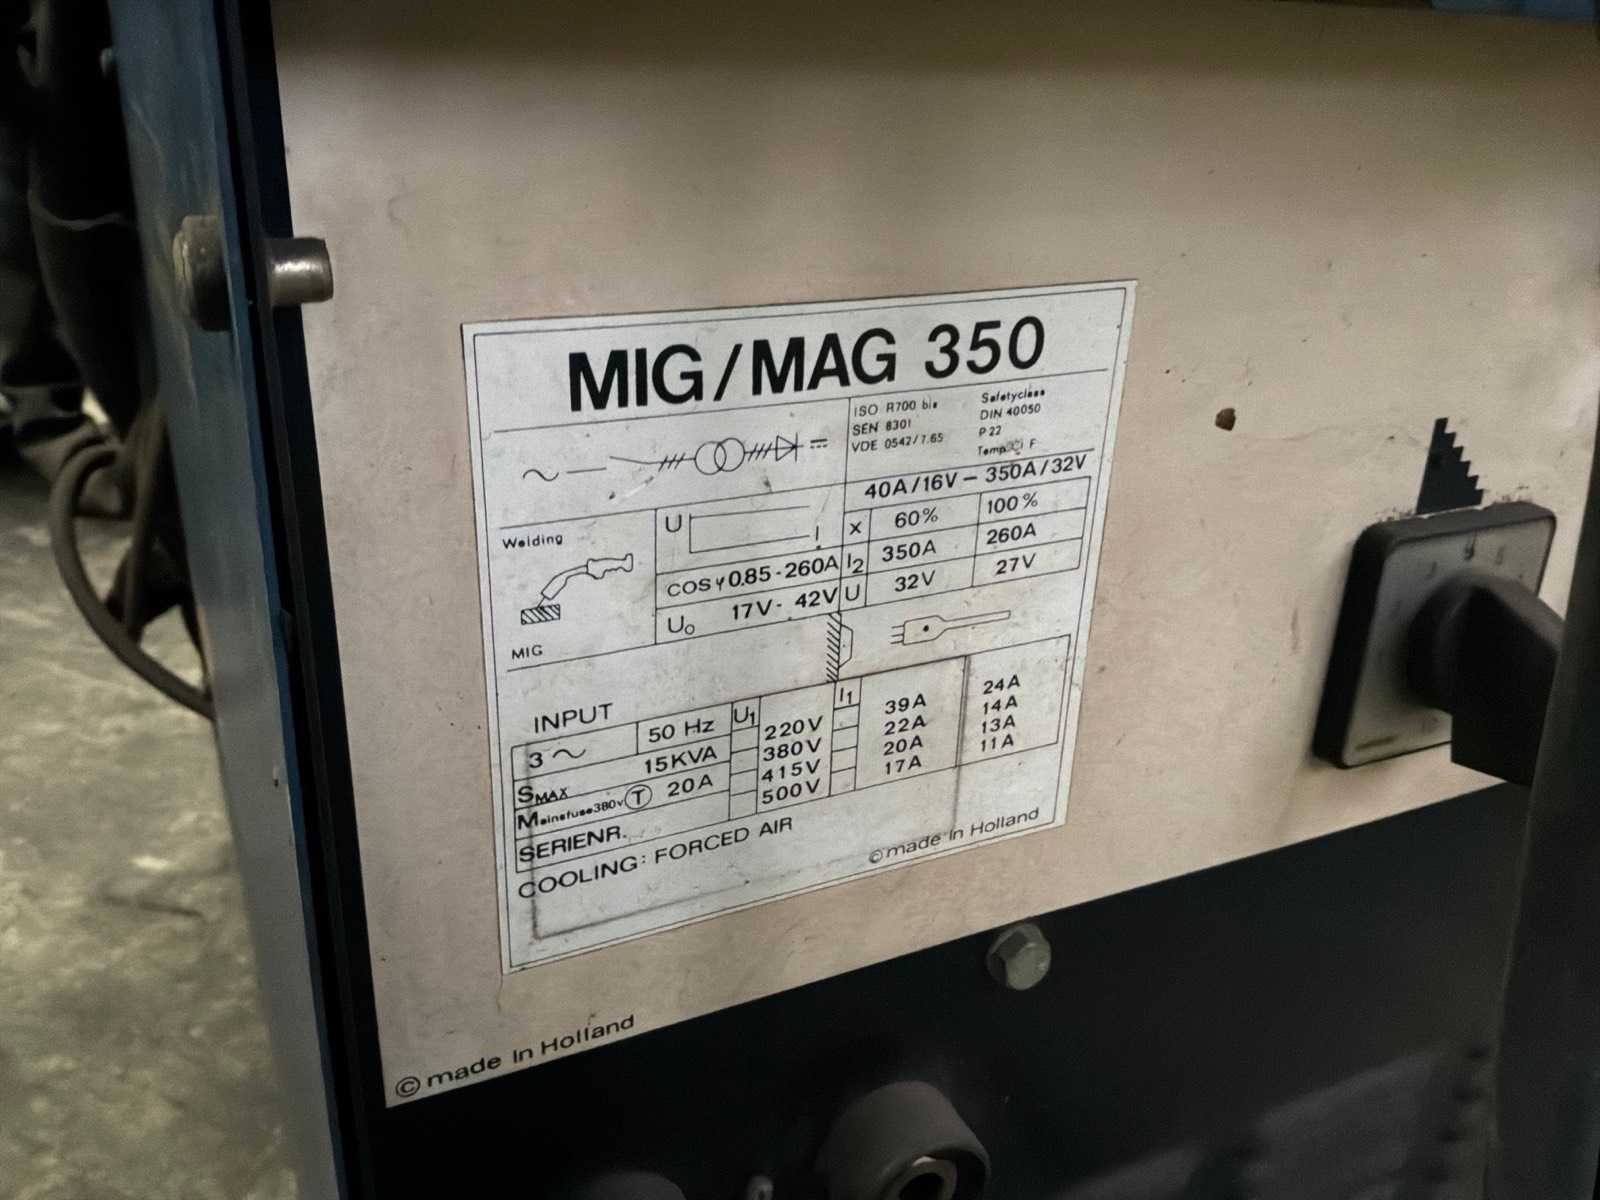 MIG/MAG 350
ISO R700 bis
SEN 8301
VDE 0542/7.65
Safetyclass
DIN 40050
P 22
Temp. F
40A/16V - 350A/32V
Welding
MIG
U
I
COS φ 0.85 - 260A
U₀ 17V - 42V
X 60% 100%
I₂ 350A 260A
U 32V 27V
INPUT
3 ~ 50 Hz U₁ I₁
SMAX 15KVA
Mainsfuse380v T 20A
SERIENR.
220V 39A 24A
380V 22A 14A
415V 20A 13A
500V 17A 11A
COOLING: FORCED AIR
© made in Holland
© made in Holland